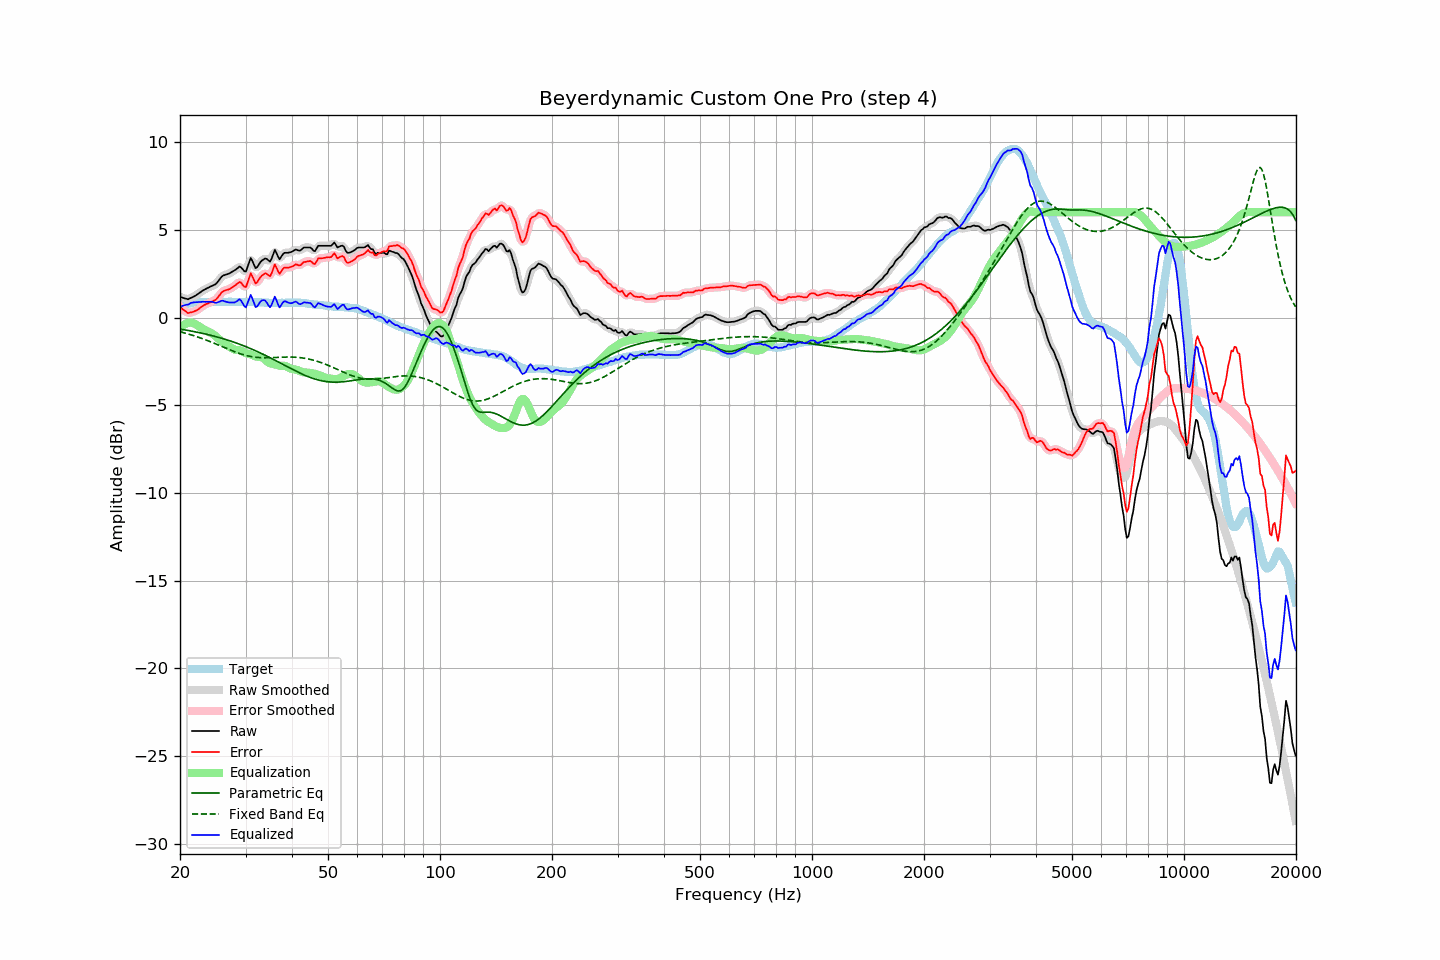 Beyerdynamic Custom One Pro (step 4)
10
5
0
−5
−10
−15
−20
−25
−30
Amplitude (dBr)
Target
Raw Smoothed
Error Smoothed
Raw
Error
Equalization
Parametric Eq
Fixed Band Eq
Equalized
20 50 100 200 500 1000 2000 5000 10000 20000
Frequency (Hz)